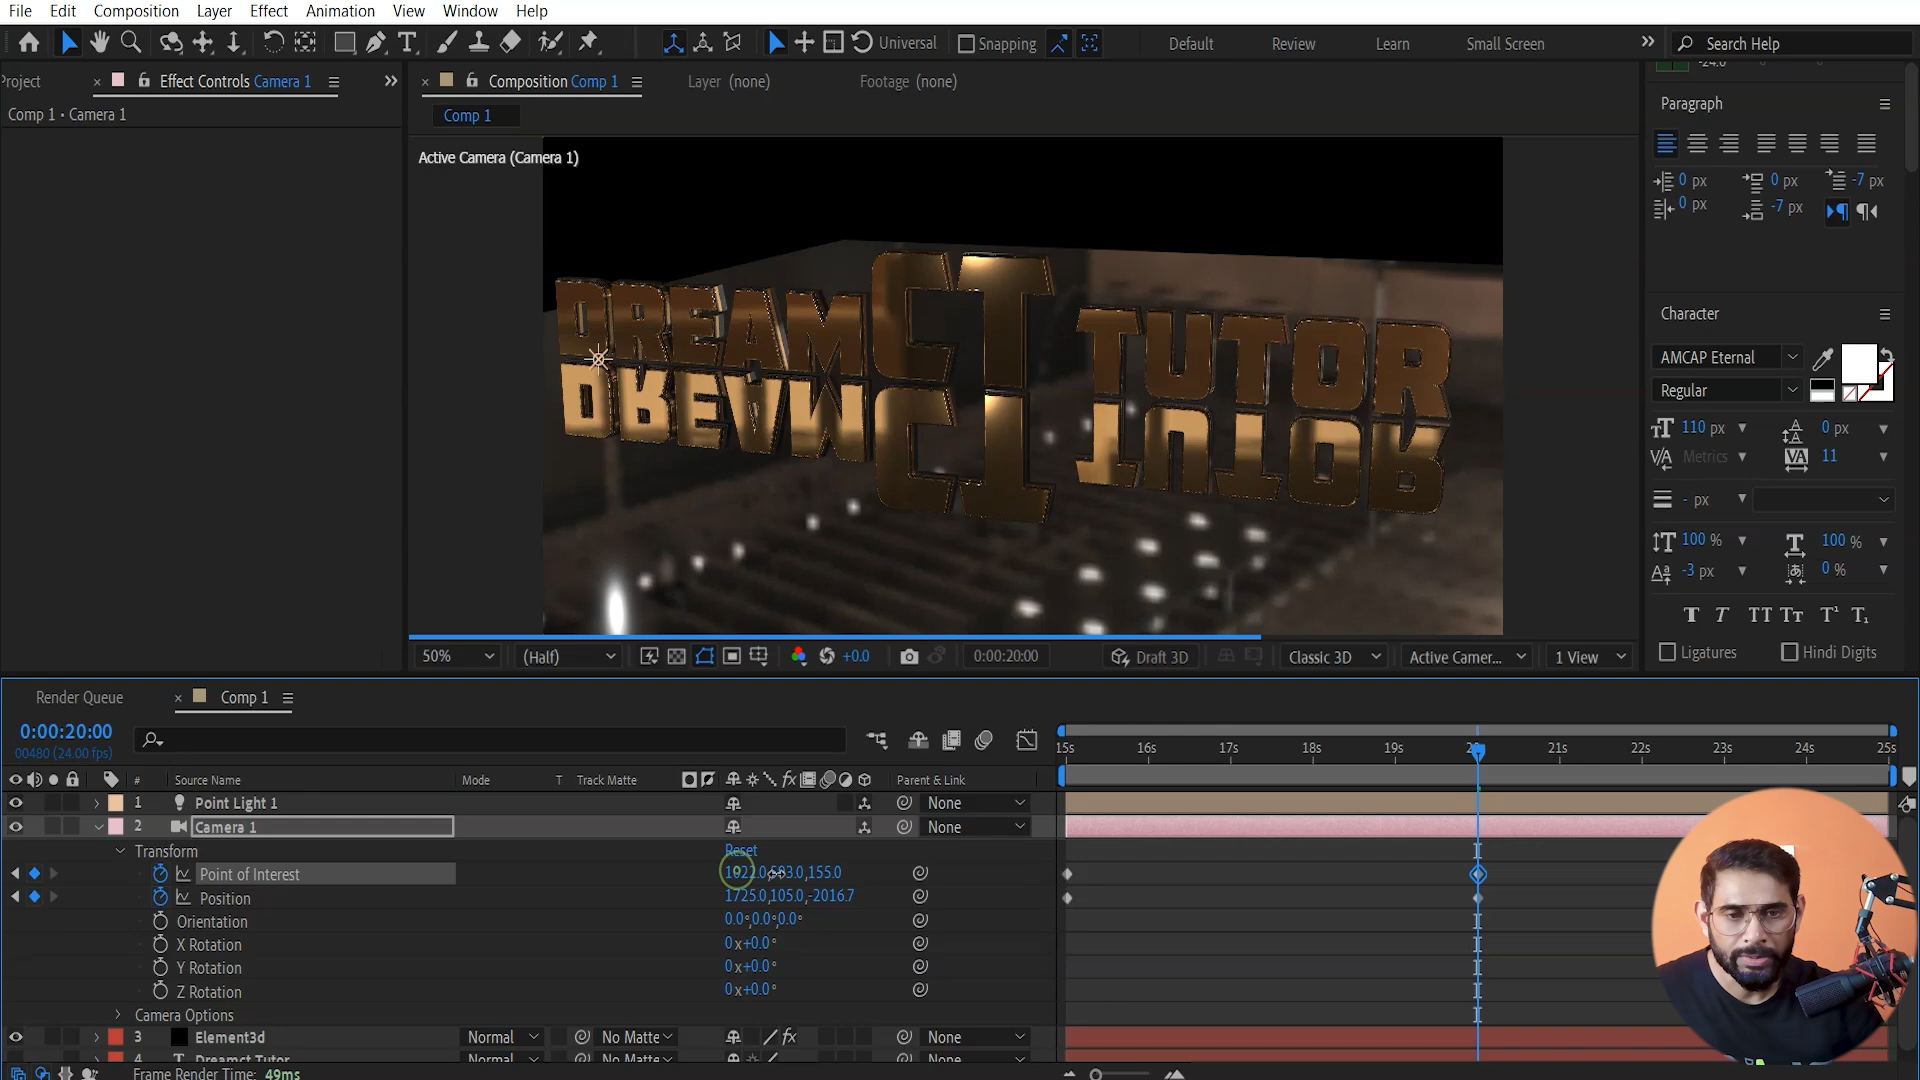 File Edit Composition Layer Effect Animation View Window Help
Universal Snapping Default Review Learn Small Screen » Search Help
Project × Effect Controls Camera 1 » × Composition Comp 1 Layer (none) Footage (none)
Comp 1 • Camera 1
Comp 1
Active Camera (Camera 1)
DREAM CT TUTOR
Paragraph
0 px 0 px -7 px
0 px -7 px
Character
AMCAP Eternal
Regular
110 px 0 px
Metrics 11
- px
100 % 100 %
-3 px 0 %
Ligatures Hindi Digits
50% (Half) +0.0 0:00:20:00 Draft 3D Classic 3D Active Camer... 1 View
Render Queue × Comp 1
0:00:20:00
00480 (24.00 fps)
15s 16s 17s 18s 19s 21s 22s 23s 24s 25s
# Source Name Mode T Track Matte Parent & Link
1 Point Light 1 None
2 Camera 1 None
Transform Reset
Point of Interest 155.0
Position 1725.0,105.0,-2016.7
Orientation 0.0°,0.0°,0.0°
X Rotation 0x+0.0°
Y Rotation 0x+0.0°
Z Rotation 0x+0.0°
Camera Options
3 Element3d Normal No Matte None
4 Dreamct Tutor Normal No Matte None
Frame Render Time: 49ms